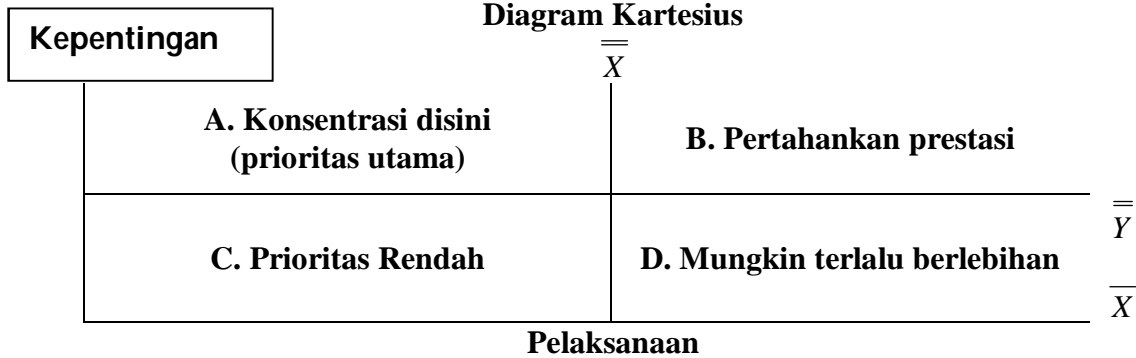 Diagram Kartesius
Kepentingan
X̿
A. Konsentrasi disini
(prioritas utama)
B. Pertahankan prestasi
Y̿
C. Prioritas Rendah
D. Mungkin terlalu berlebihan
X̅
Pelaksanaan